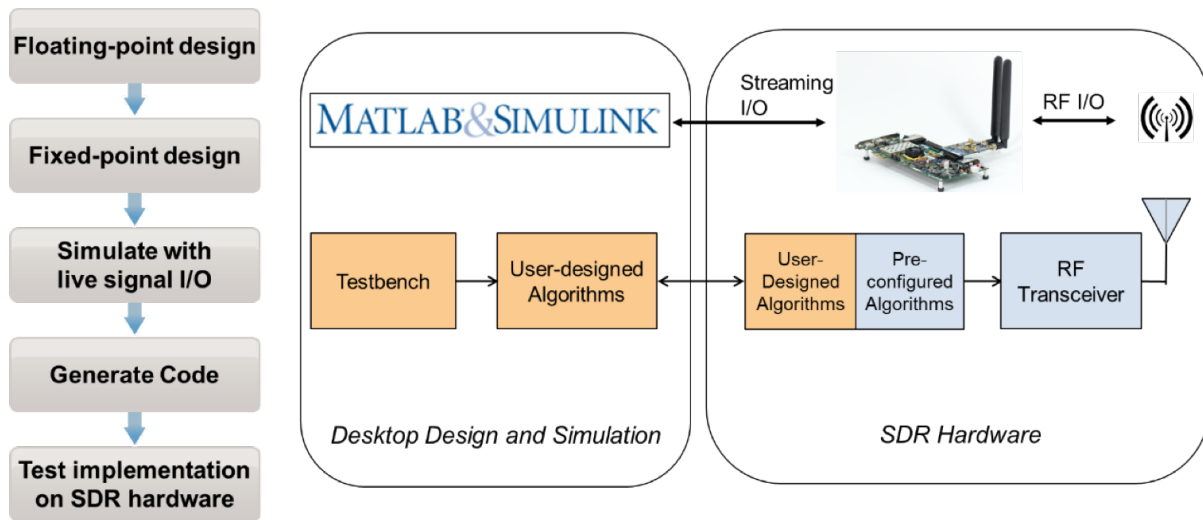 Floating-point design
Fixed-point design
Simulate with
live signal I/O
Generate Code
Test implementation
on SDR hardware
MATLAB&SIMULINK
Testbench
User-designed
Algorithms
Desktop Design and Simulation
Streaming
I/O
RF I/O
User-
Designed
Algorithms
Pre-
configured
Algorithms
RF
Transceiver
SDR Hardware